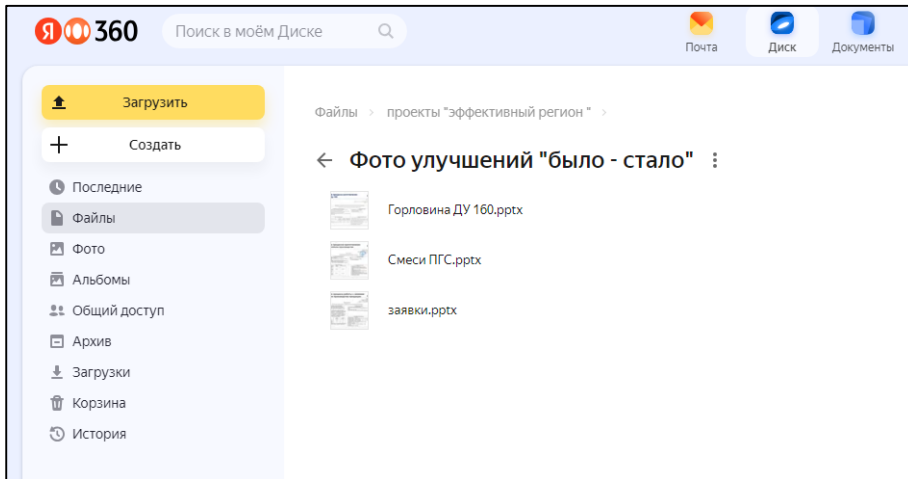 Я 360
Поиск в моём Диске
Почта
Диск
Документы
Загрузить
Создать
Последние
Файлы
Фото
Альбомы
Общий доступ
Архив
Загрузки
Корзина
История
Файлы > проекты "эффективный регион " >
← Фото улучшений "было - стало"
Горловина ДУ 160.pptx
Смеси ПГС.pptx
заявки.pptx